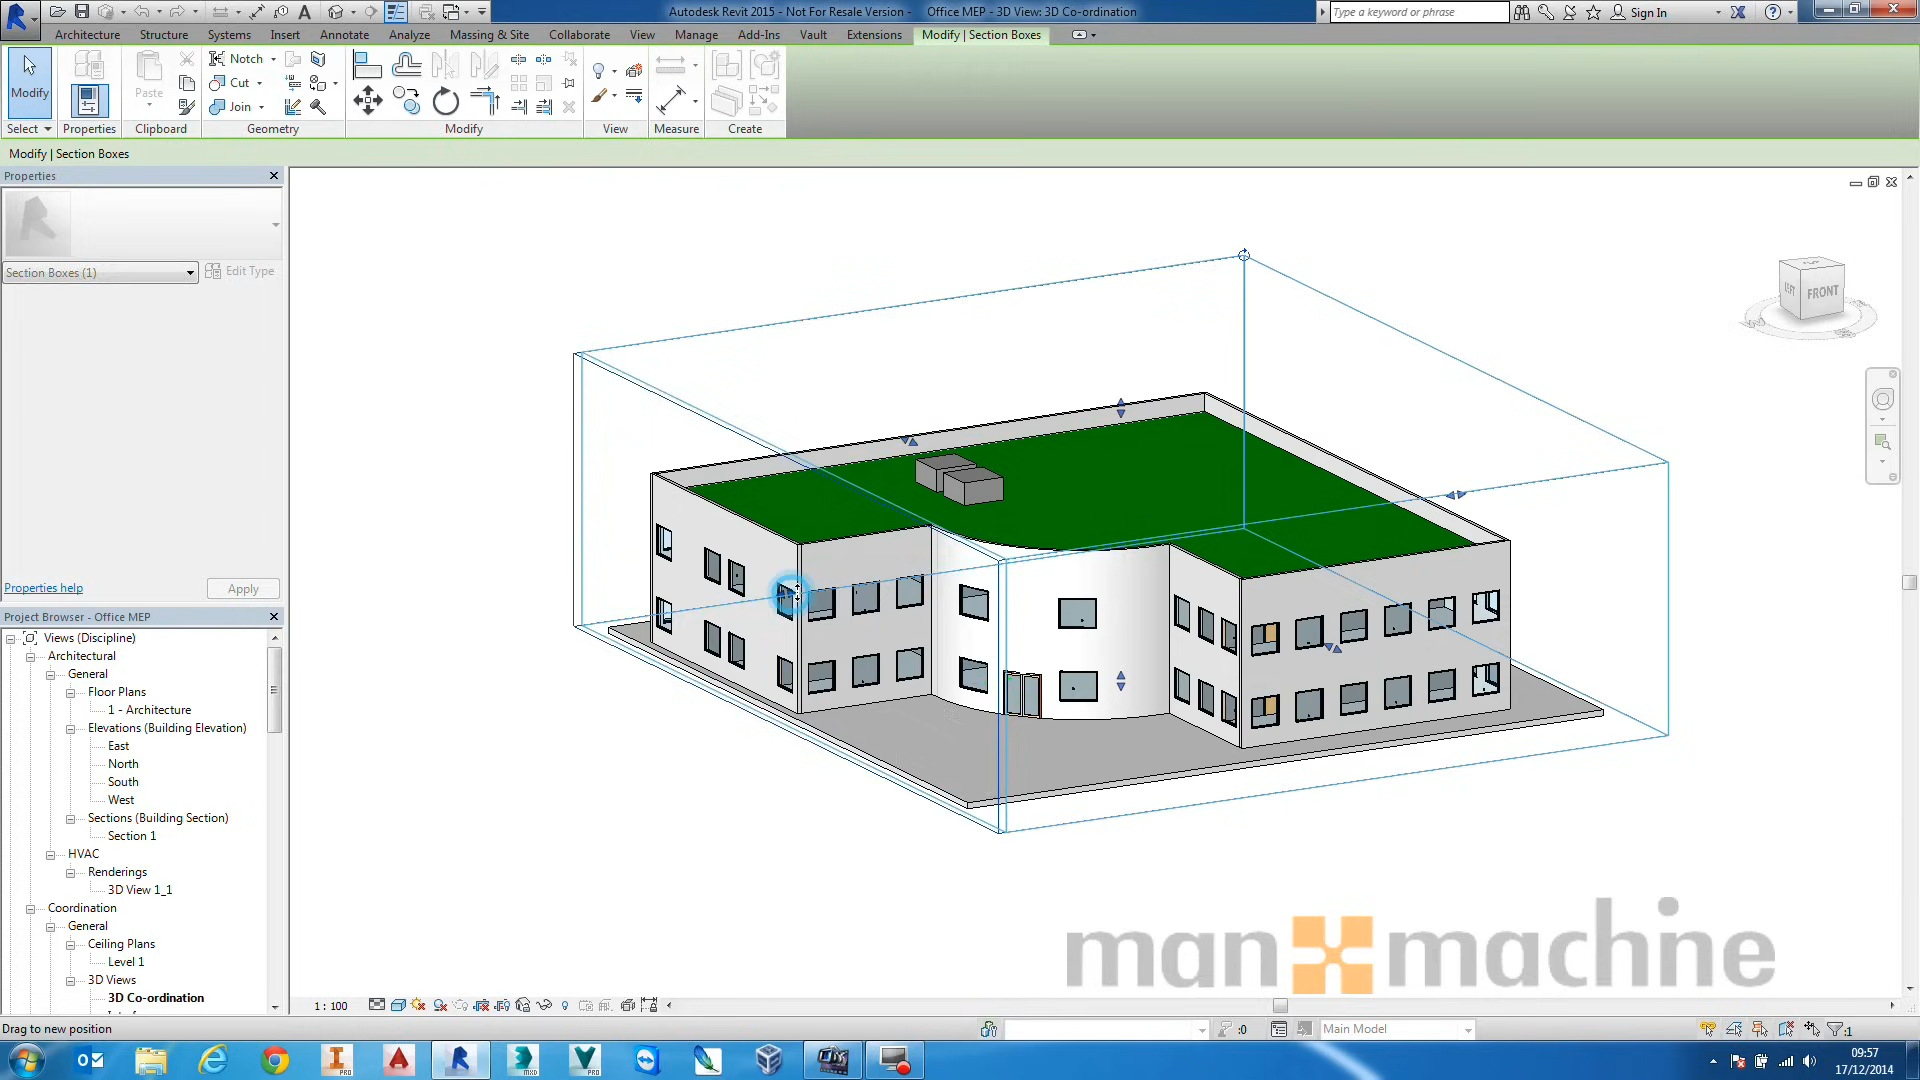 Autodesk Revit 2015 - Not For Resale Version - Office MEP - 3D View: 3D Co-ordination
Type a keyword or phrase
Sign In
Architecture Structure Systems Insert Annotate Analyze Massing & Site Collaborate View Manage Add-Ins Vault Extensions Modify | Section Boxes
Modify
Paste
Notch
Cut
Join
Select Properties Clipboard Geometry Modify View Measure Create
Modify | Section Boxes
Properties
Section Boxes (1)
Edit Type
Properties help
Apply
Project Browser - Office MEP
Views (Discipline)
Architectural
General
Floor Plans
1 - Architecture
Elevations (Building Elevation)
East
North
South
West
Sections (Building Section)
Section 1
HVAC
Renderings
3D View 1_1
Coordination
General
Ceiling Plans
Level 1
3D Views
3D Co-ordination
TOP
LEFT
FRONT
man machine
1 : 100
Drag to new position
:0
Main Model
:1
PRO
MXD
PRO
09:57
17/12/2014